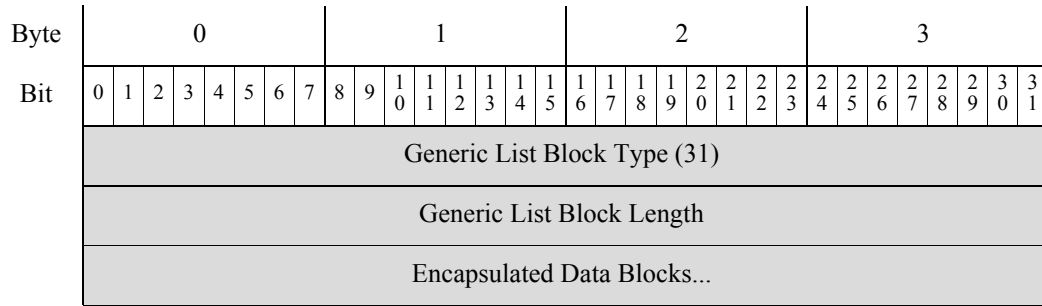 Byte 0 1 2 3
Bit 0 1 2 3 4 5 6 7 8 9 10 11 12 13 14 15 16 17 18 19 20 21 22 23 24 25 26 27 28 29 30 31
Generic List Block Type (31)
Generic List Block Length
Encapsulated Data Blocks...